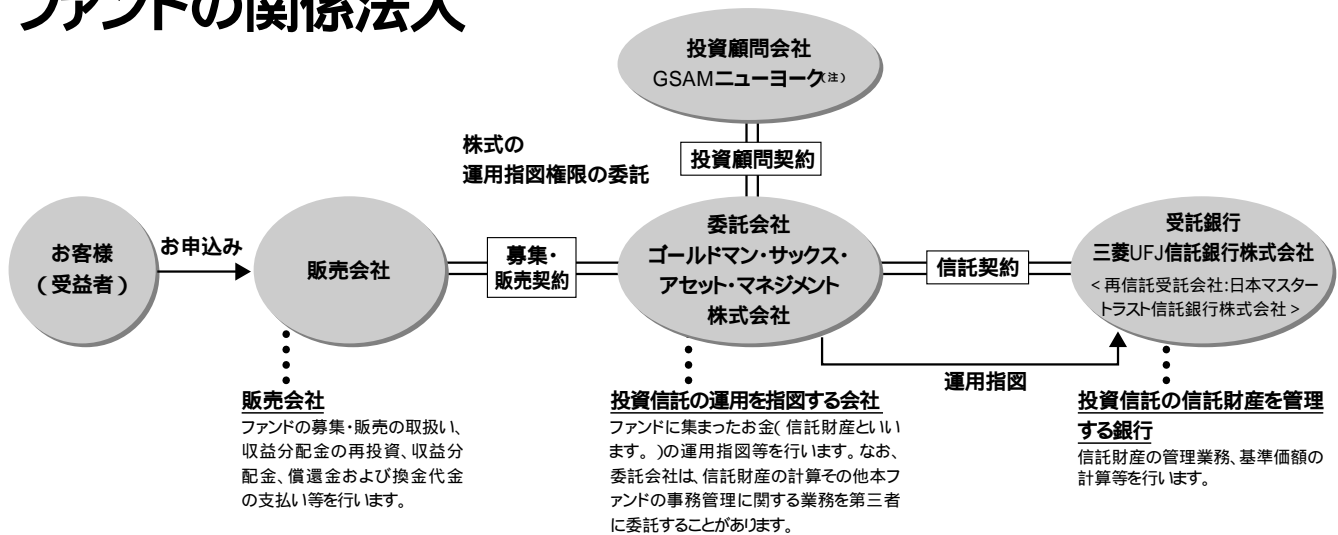 ファンドの関係法人
投資顧問会社
GSAMニューヨーク(注)
株式の
運用指図権限の委託
投資顧問契約
お客様
(受益者)
お申込み
販売会社
募集・
販売契約
委託会社
ゴールドマン・サックス・
アセット・マネジメント
株式会社
信託契約
受託銀行
三菱UFJ信託銀行株式会社
<再信託受託会社:日本マスター
トラスト信託銀行株式会社>
運用指図
販売会社
ファンドの募集・販売の取扱い、
収益分配金の再投資、収益分
配金、償還金および換金代金
の支払い等を行います。
投資信託の運用を指図する会社
ファンドに集まったお金(信託財産といい
ます。)の運用指図等を行います。なお、
委託会社は、信託財産の計算その他本フ
ァンドの事務管理に関する業務を第三者
に委託することがあります。
投資信託の信託財産を管理
する銀行
信託財産の管理業務、基準価額の
計算等を行います。